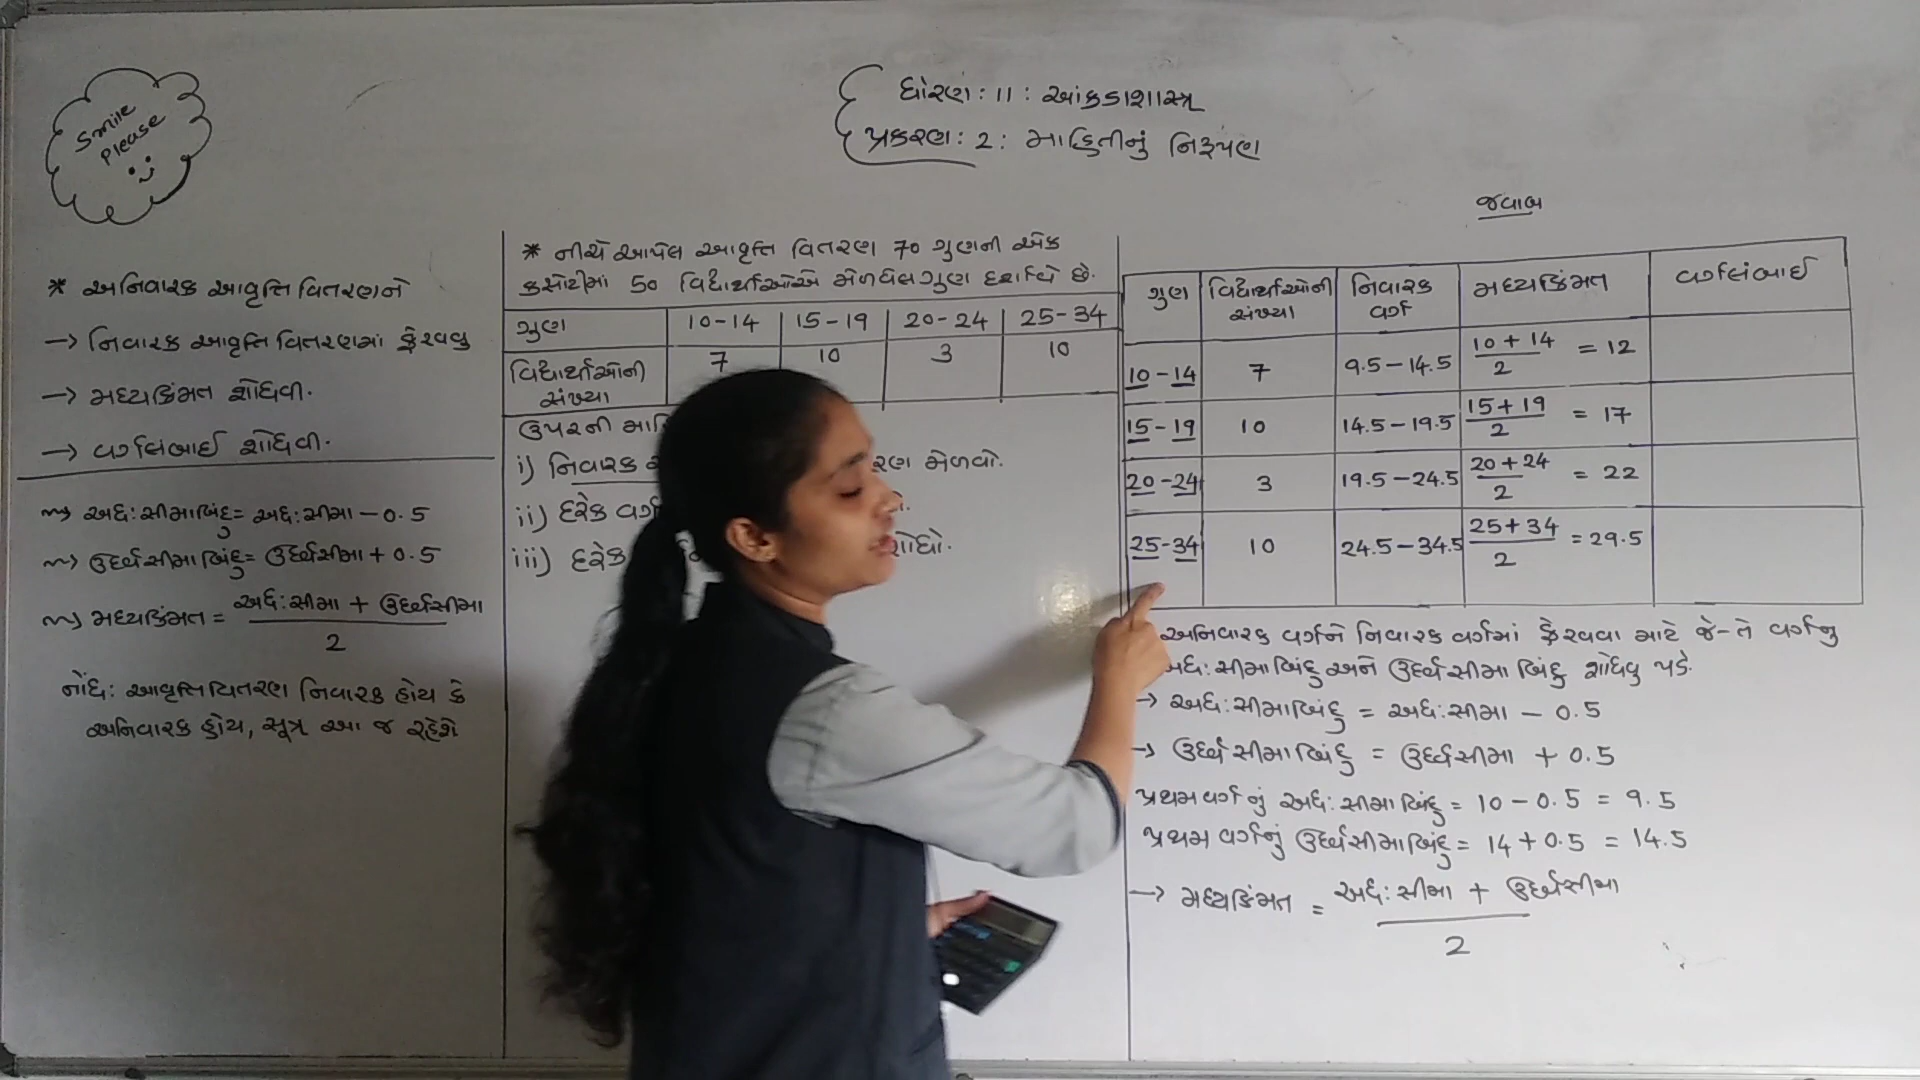 Smile
Please
ધોરણ : 11 : આંકડાશાસ્ત્ર
પ્રકરણ : 2 : માહિતીનું નિરૂપણ
* અનિવારક આવૃત્તિ વિતરણને
→ નિવારક આવૃત્તિ વિતરણમાં ફેરવવુ
→ મધ્યકિંમત શોધવી.
→ વર્ગલંબાઈ શોધવી.
અધ: સીમાબિંદુ = અધ: સીમા - 0.5
ઉર્ધ્વસીમાબિંદુ = ઉર્ધ્વસીમા + 0.5
મધ્યકિંમત = અધ: સીમા + ઉર્ધ્વસીમા
2
નોંધ: આવૃત્તિ વિતરણ નિવારક હોય કે
અનિવારક હોય, સૂત્ર આ જ રહેશે
* નીચે આપેલ આવૃત્તિ વિતરણ 70 ગુણની એક
કસોટીમાં 50 વિદ્યાર્થીઓએ મેળવેલ ગુણ દર્શાવે છે.
ગુણ 10-14 15-19 20-24 25-34
વિદ્યાર્થીઓની 7 10 3 10
સંખ્યા
ઉપરની
i) નિવારક રણ મેળવો.
ii) દરેક
iii) દરેક શોધો.
જવાબ
ગુણ વિદ્યાર્થીઓની નિવારક મધ્યકિંમત વર્ગલંબાઈ
સંખ્યા વર્ગ
10-14 7 9.5-14.5 10+14 = 12
2
15-19 10 14.5-19.5 15+19 = 17
2
20-24 3 19.5-24.5 20+24 = 22
2
25-34 10 24.5-34.5 25+34 = 29.5
2
અનિવારક વર્ગને નિવારક વર્ગમાં ફેરવવા માટે જે-તે વર્ગનુ
અધ: સીમાબિંદુ અને ઉર્ધ્વસીમાબિંદુ શોધવુ પડે.
→ અધ: સીમાબિંદુ = અધ: સીમા - 0.5
→ ઉર્ધ્વસીમાબિંદુ = ઉર્ધ્વસીમા + 0.5
પ્રથમ વર્ગનું અધ: સીમાબિંદુ = 10 - 0.5 = 9.5
પ્રથમ વર્ગનું ઉર્ધ્વસીમાબિંદુ = 14 + 0.5 = 14.5
→ મધ્યકિંમત = અધ: સીમા + ઉર્ધ્વસીમા
2